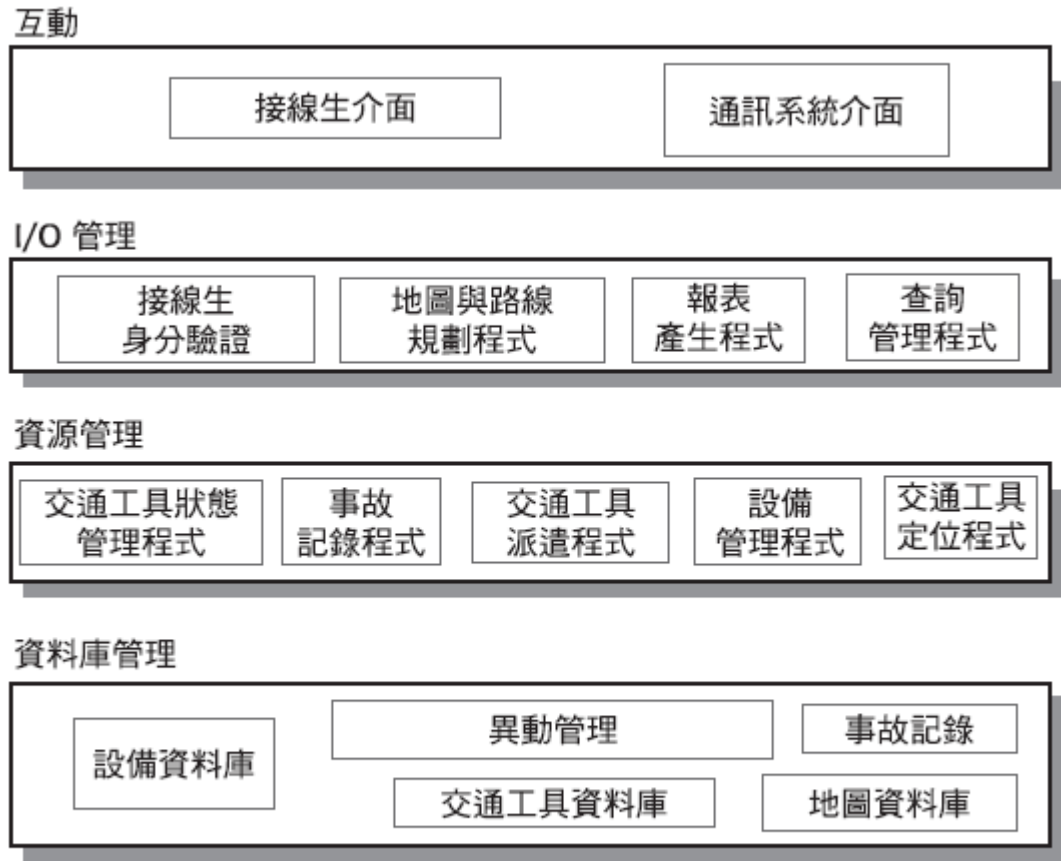 互動
接線生介面
通訊系統介面
I/O 管理
接線生
身分驗證
地圖與路線
規劃程式
報表
產生程式
查詢
管理程式
資源管理
交通工具狀態
管理程式
事故
記錄程式
交通工具
派遣程式
設備
管理程式
交通工具
定位程式
資料庫管理
設備資料庫
異動管理
事故記錄
交通工具資料庫
地圖資料庫